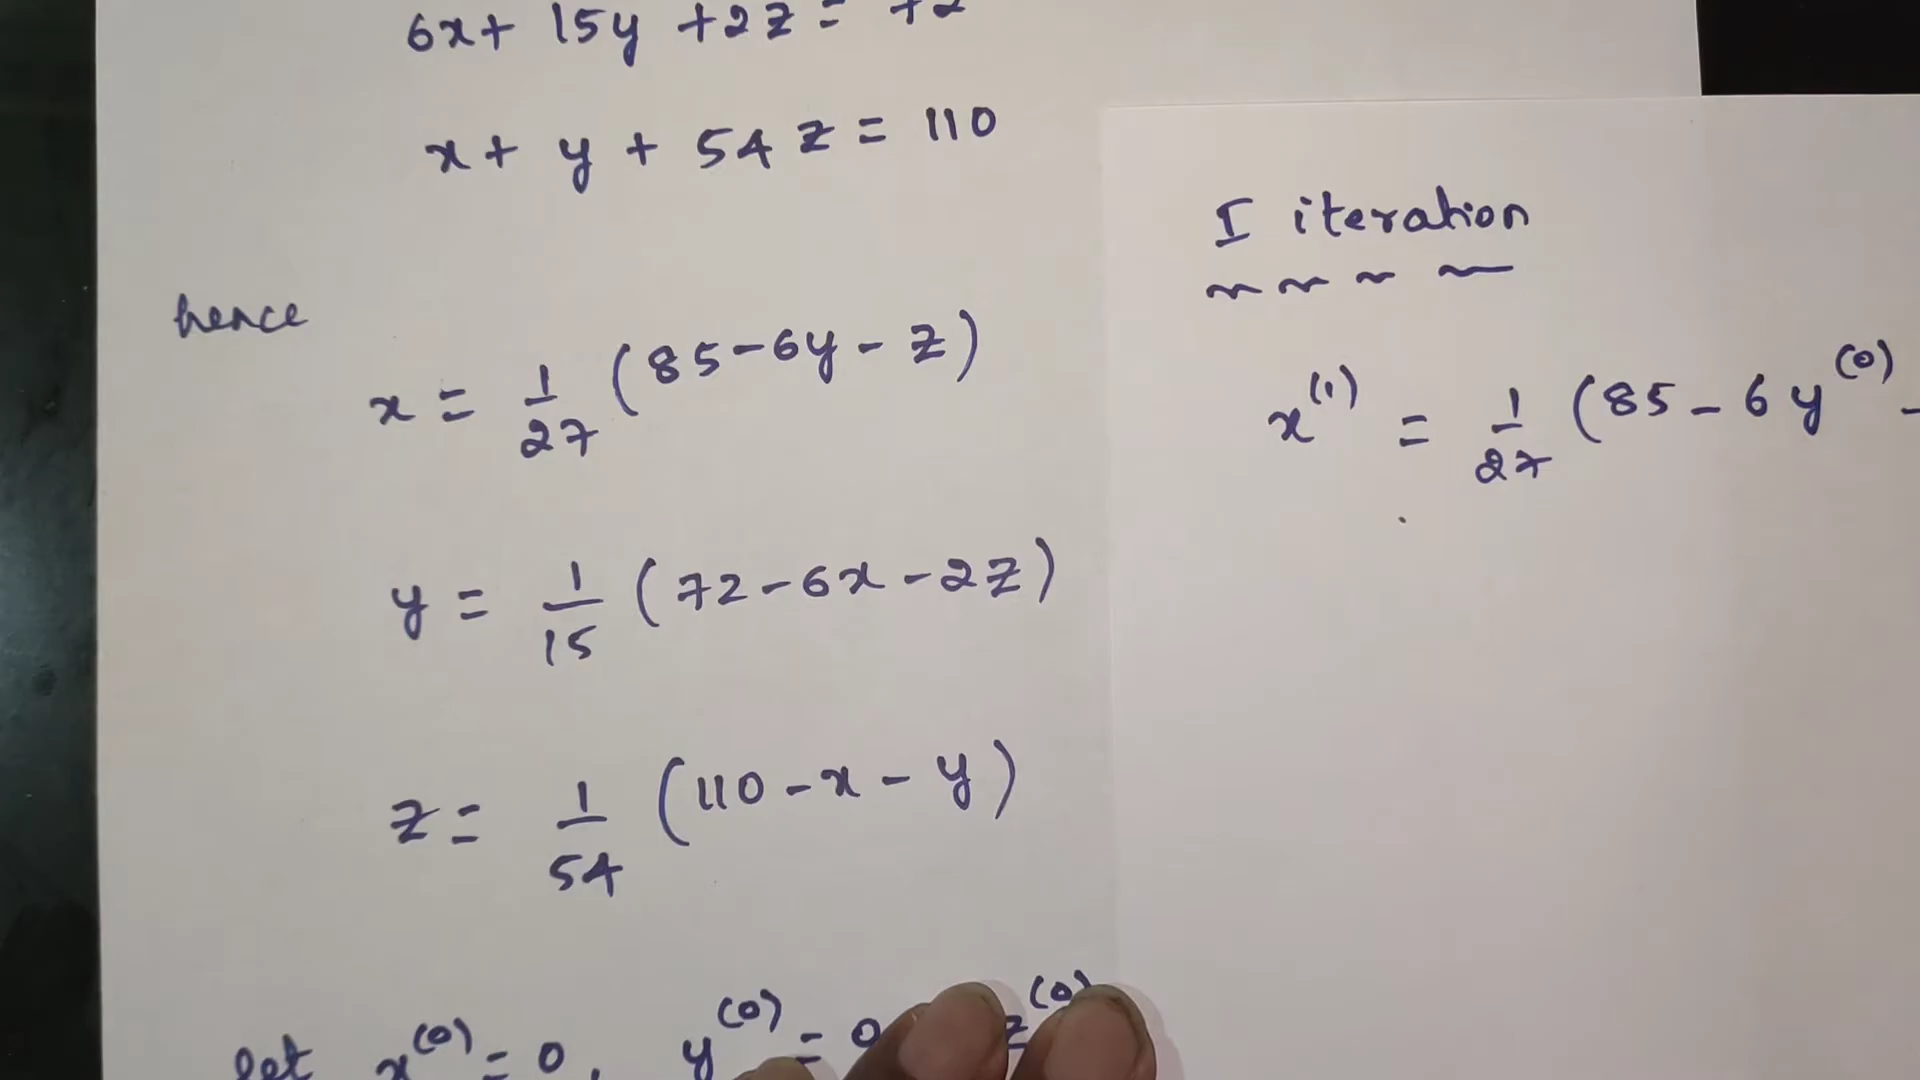 6x + 15y + 2z = 72
x + y + 54z = 110
hence
x = 1/27 (85 - 6y - z)
y = 1/15 (72 - 6x - 2z)
z = 1/54 (110 - x - y)
let x^(0) = 0, y^(0) = 0 z^(0)
I iteration
x^(1) = 1/27 (85 - 6y^(0) -